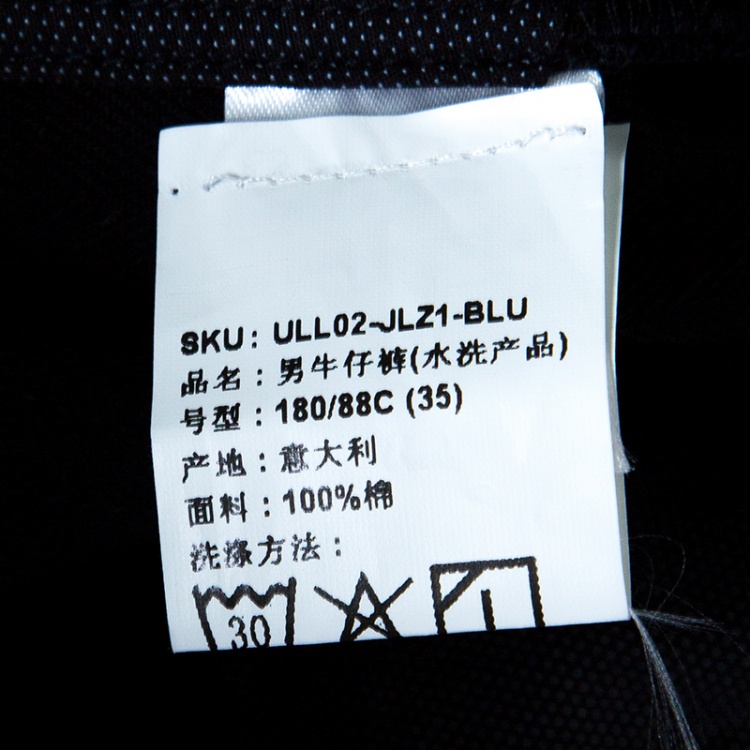 SKU: ULL02-JLZ1-BLU
品名：男牛仔裤(水洗产品)
号型：180/88C (35)
产地：意大利
面料：100%棉
洗涤方法：
30